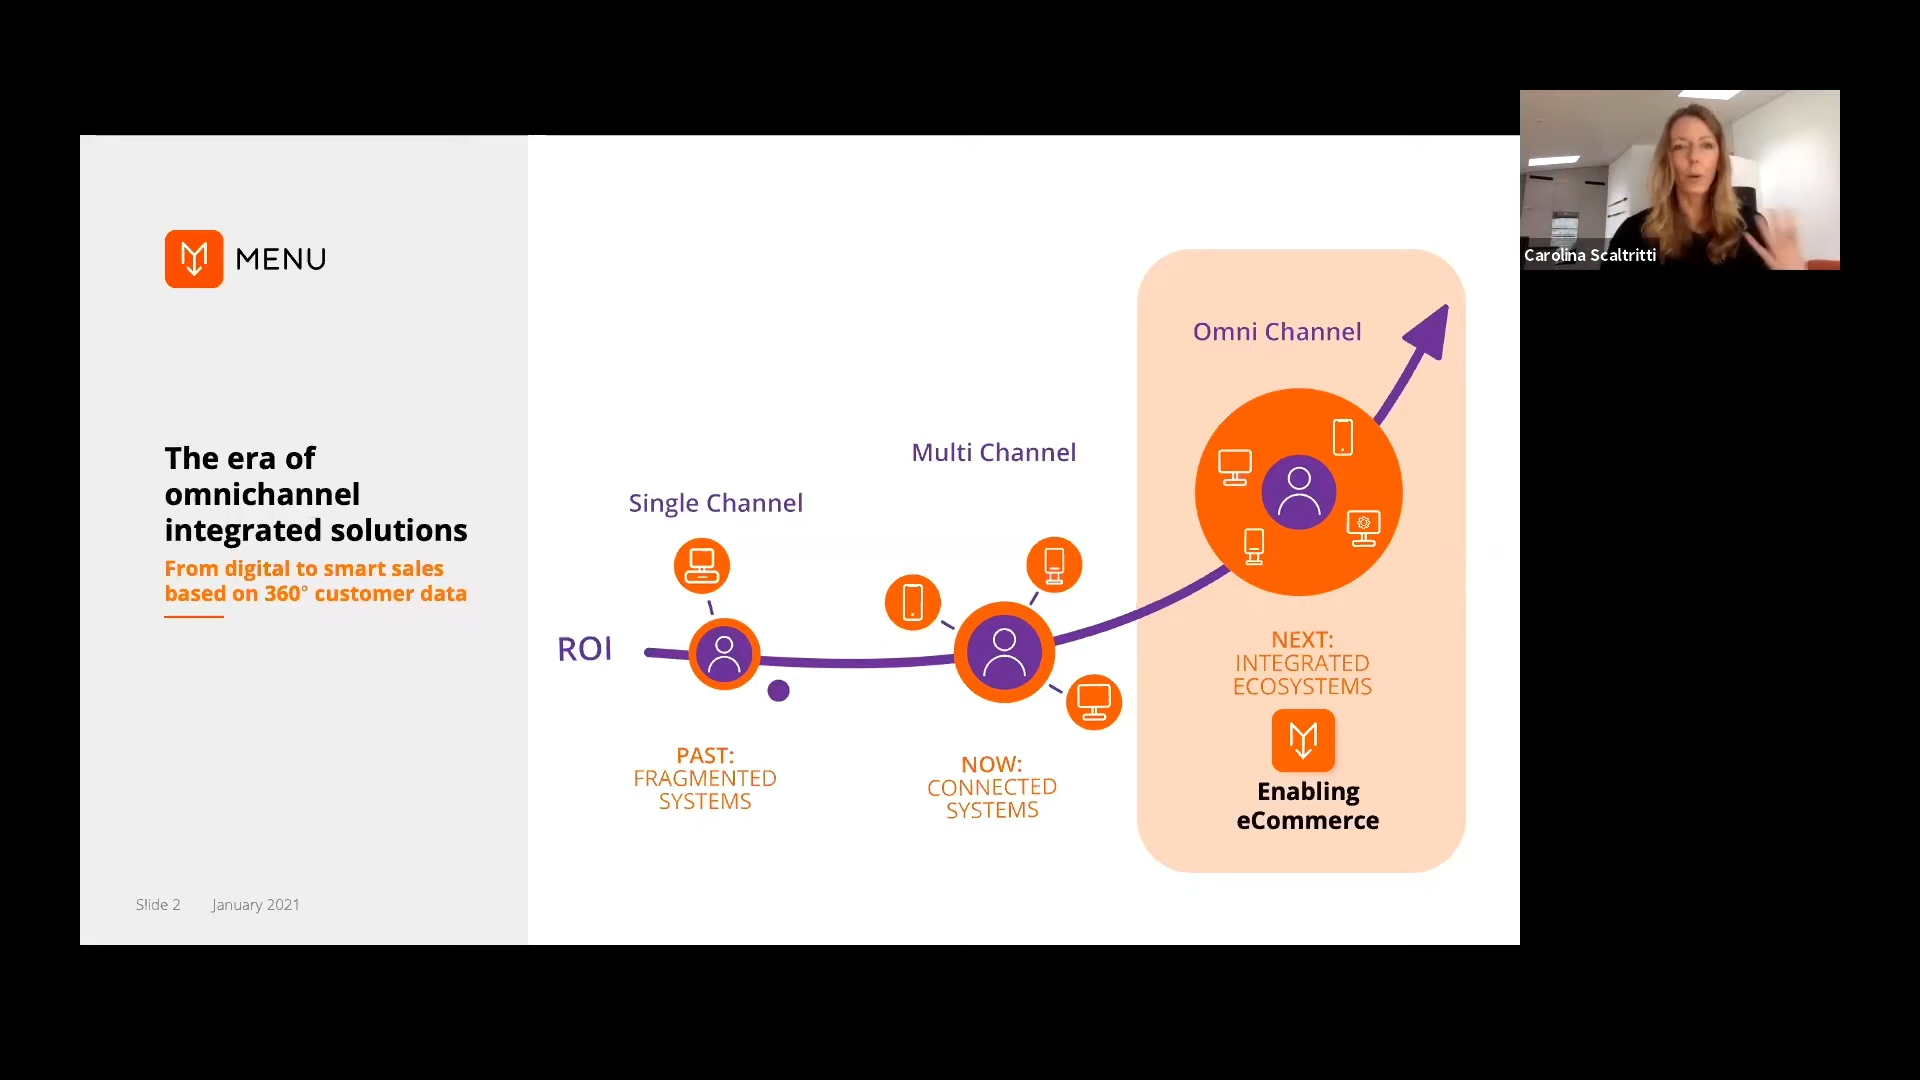 MENU
The era of
omnichannel
integrated solutions
From digital to smart sales
based on 360° customer data
Slide 2 January 2021
ROI
Single Channel
PAST:
FRAGMENTED
SYSTEMS
Multi Channel
NOW:
CONNECTED
SYSTEMS
Omni Channel
NEXT:
INTEGRATED
ECOSYSTEMS
Enabling
eCommerce
Carolina Scaltritti